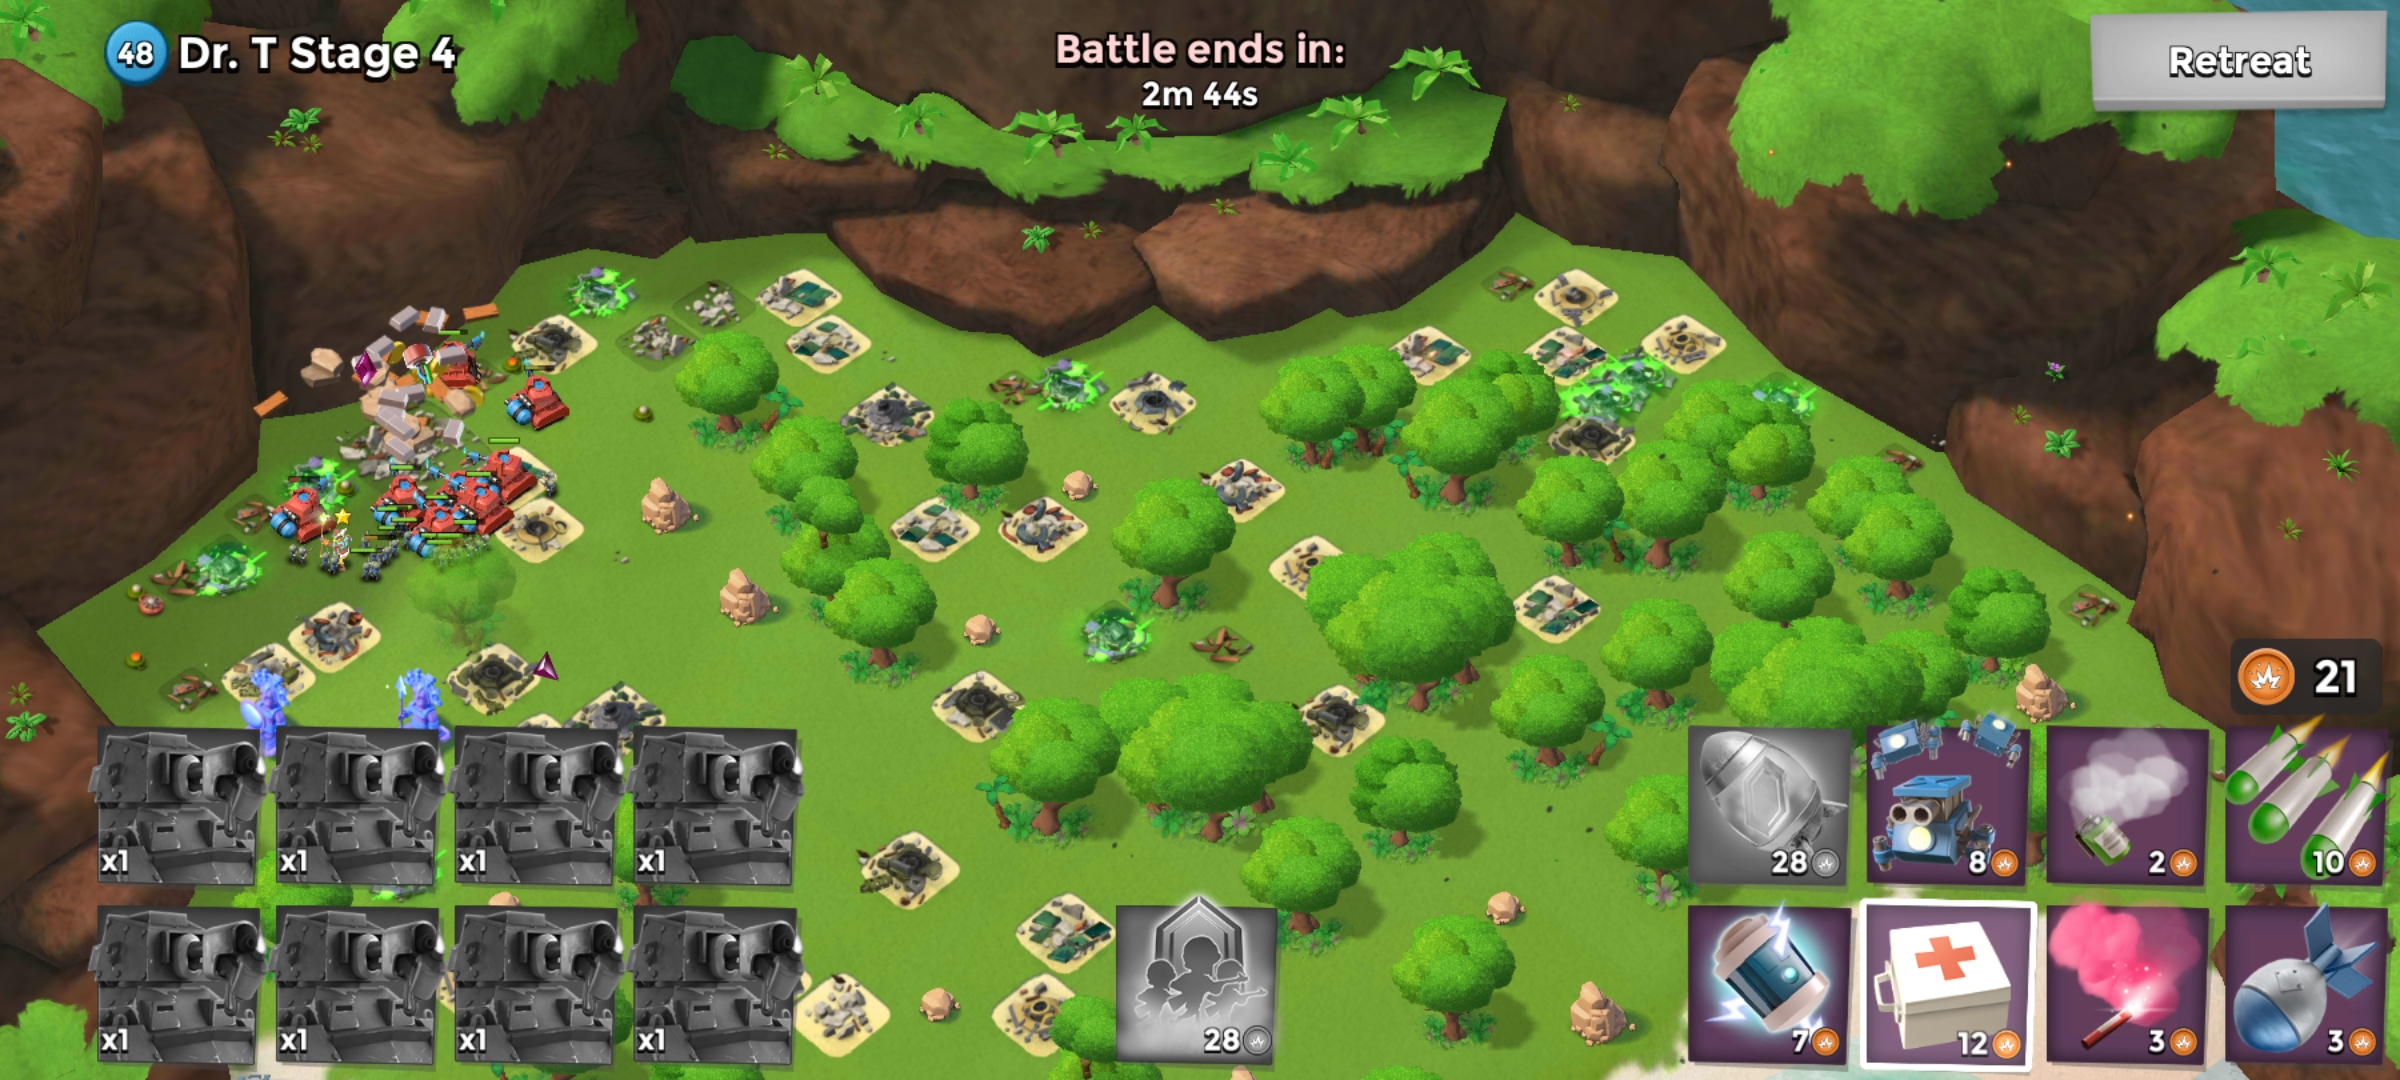 48 Dr. T Stage 4
Battle ends in:
2m 44s
Retreat
21
x1
x1
x1
x1
28
8
2
10
x1
x1
x1
x1
28
7
12
3
3